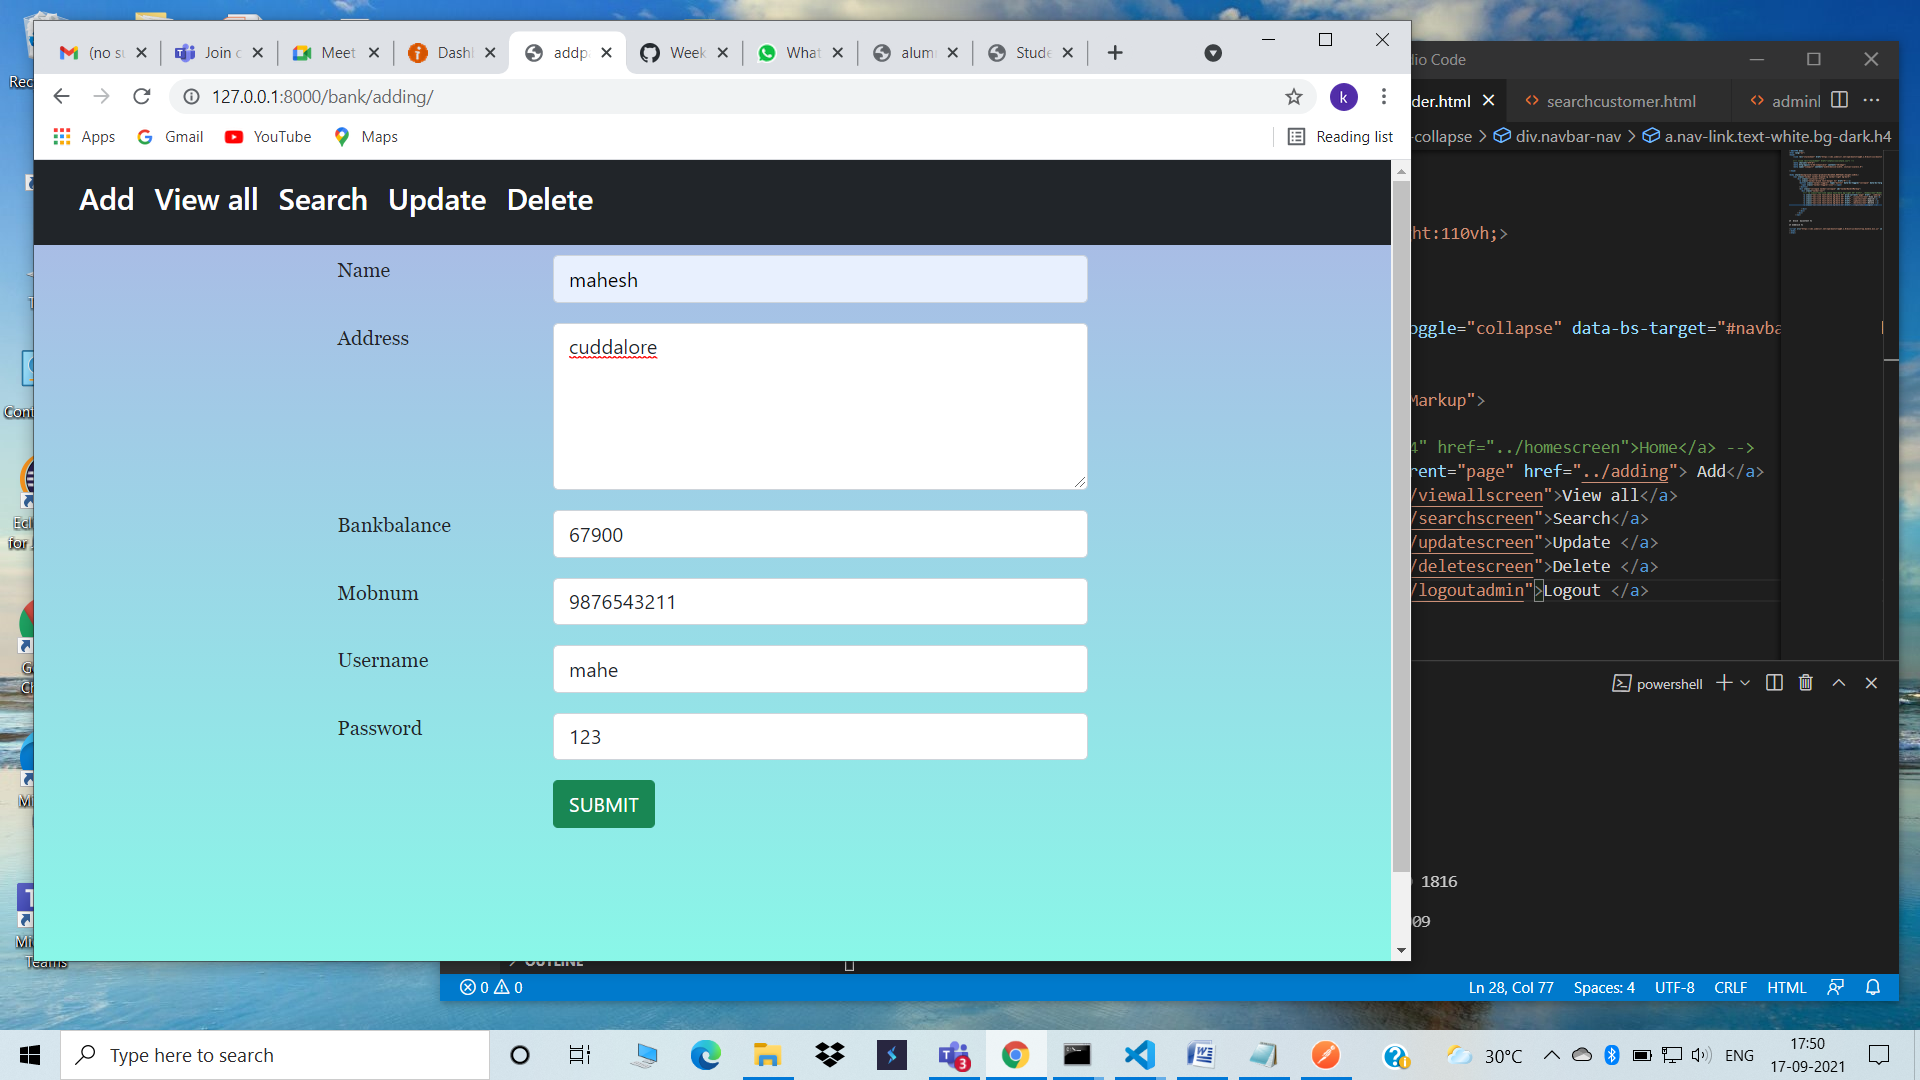 (no su
Join c
Meet
Dashl
addp
Week
What
alum
Stude
127.0.0.1:8000/bank/adding/
k
Apps
Gmail
YouTube
Maps
Reading list
Add View all Search Update Delete
Name
mahesh
Address
cuddalore
Bankbalance
67900
Mobnum
9876543211
Username
mahe
Password
123
SUBMIT
dio Code
der.html
searchcustomer.html
adminl
-collapse > div.navbar-nav > a.nav-link.text-white.bg-dark.h4
ht:110vh;>
oggle="collapse" data-bs-target="#navba
Markup">
4" href="../homescreen">Home</a> -->
rent="page" href="../adding"> Add</a>
/viewallscreen">View all</a>
/searchscreen">Search</a>
/updatescreen">Update </a>
/deletescreen">Delete </a>
/logoutadmin">Logout </a>
powershell
1816
09
OUTLINE
0 0
Ln 28, Col 77
Spaces: 4
UTF-8
CRLF
HTML
Rec
Cont
Ecl
for J
G
Ch
Mi
Mi
Teams
Type here to search
3
30°C
ENG
17:50
17-09-2021